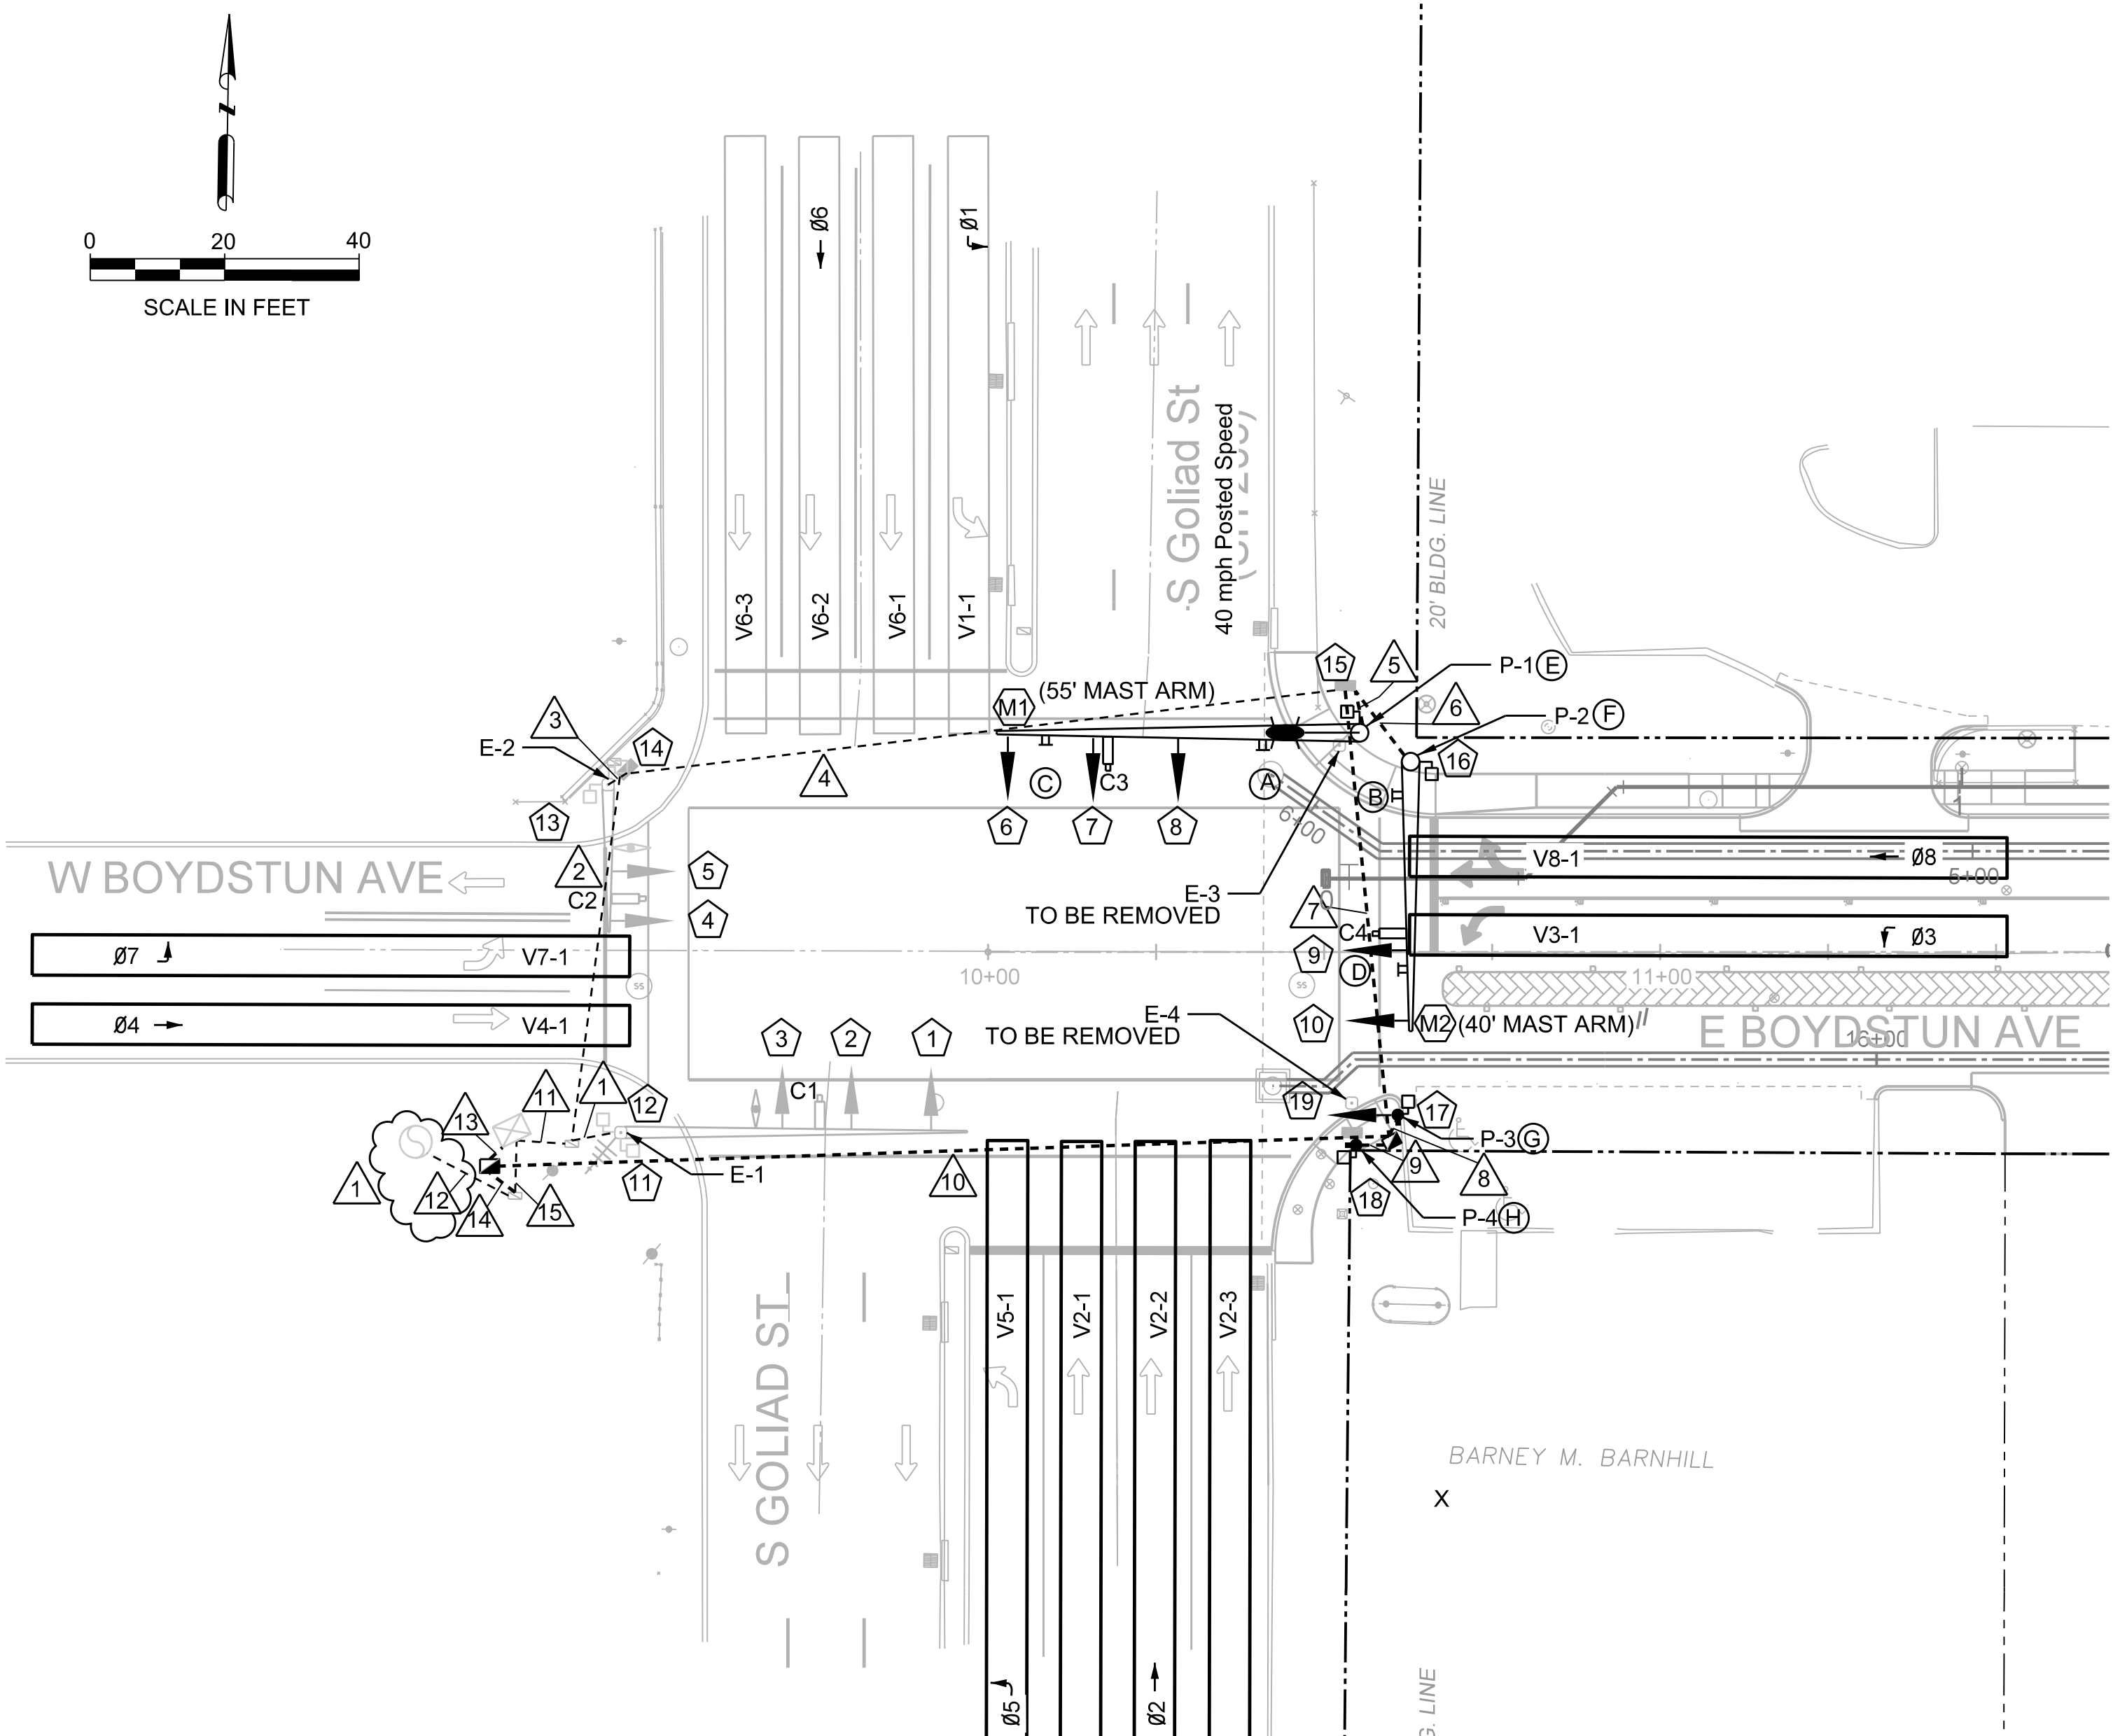 0 20 40
SCALE IN FEET
Ø6
Ø1
V6-3
V6-2
V6-1
V1-1
S Goliad St
40 mph Posted Speed
20' BLDG. LINE
15
5
P-1 E
6
P-2 F
16
M1 (55' MAST ARM)
3
E-2
14
4
13
C
C3
A
B
6
7
8
6+00
2
5
C2
4
W BOYDSTUN AVE
E-3
TO BE REMOVED
7
C4
9
D
V8-1
Ø8
5+00
V3-1
Ø3
Ø7
V7-1
Ø4
V4-1
SS
SS
10+00
11+00
E-4
TO BE REMOVED
10
M2 (40' MAST ARM)
E BOYDSTUN AVE
16+00
3
2
1
C1
11
1
12
13
19
17
P-3 G
1
12
14
15
11
E-1
10
9
8
18
P-4 H
V5-1
V2-1
V2-2
V2-3
S GOLIAD ST
BARNEY M. BARNHILL
X
Ø5
Ø2
G. LINE